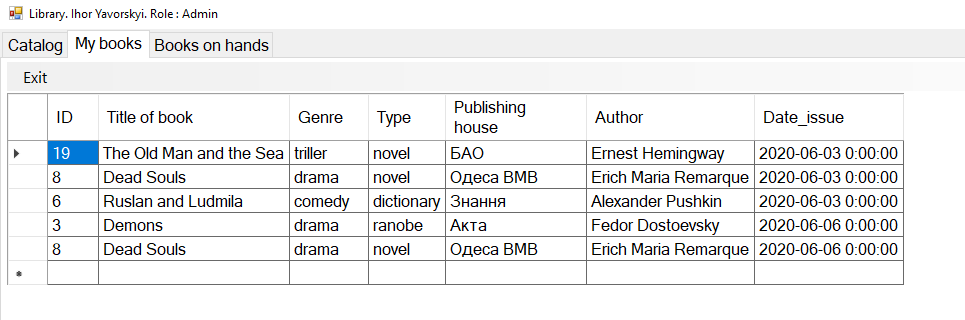 Library. Ihor Yavorskyi. Role : Admin
Catalog My books Books on hands
Exit
ID Title of book Genre Type Publishing house Author Date_issue
19 The Old Man and the Sea triller novel БАО Ernest Hemingway 2020-06-03 0:00:00
8 Dead Souls drama novel Одеса ВМВ Erich Maria Remarque 2020-06-03 0:00:00
6 Ruslan and Ludmila comedy dictionary Знання Alexander Pushkin 2020-06-03 0:00:00
3 Demons drama ranobe Акта Fedor Dostoevsky 2020-06-06 0:00:00
8 Dead Souls drama novel Одеса ВМВ Erich Maria Remarque 2020-06-06 0:00:00